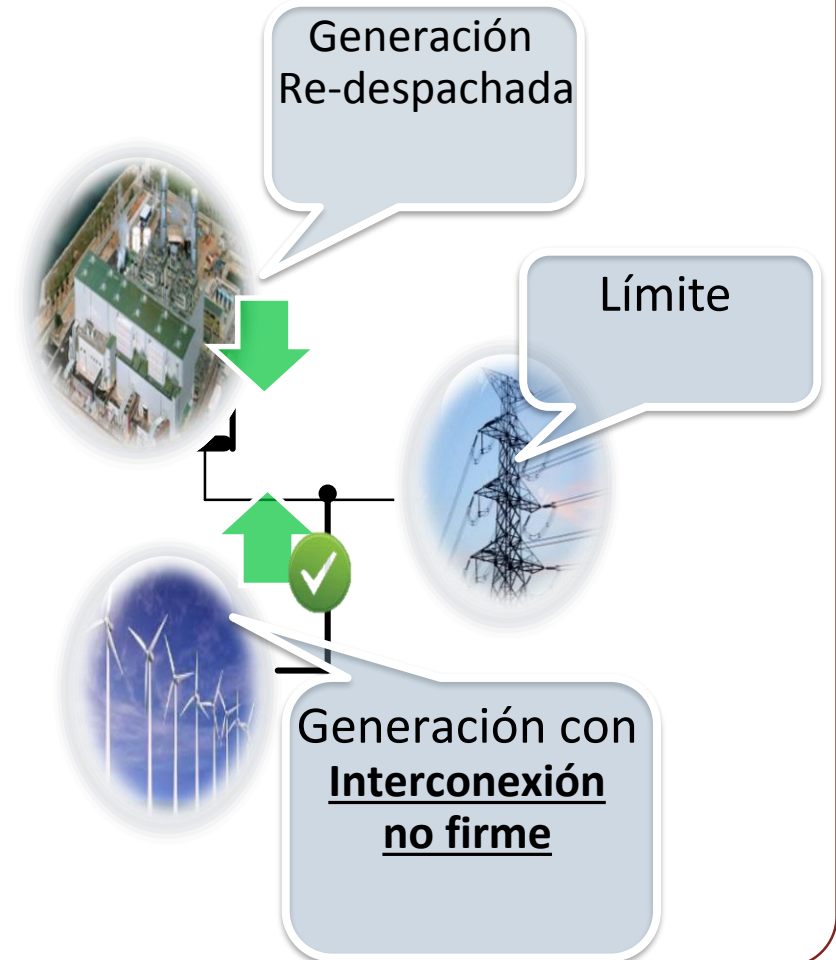 Generación
Re-despachada
Límite
Generación con
Interconexión
no firme